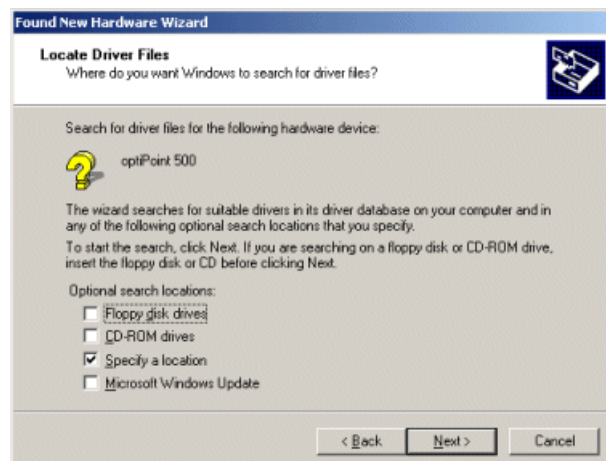 Found New Hardware Wizard
Locate Driver Files
Where do you want Windows to search for driver files?
Search for driver files for the following hardware device:
optiPoint 500
The wizard searches for suitable drivers in its driver database on your computer and in
any of the following optional search locations that you specify.
To start the search, click Next. If you are searching on a floppy disk or CD-ROM drive,
insert the floppy disk or CD before clicking Next.
Optional search locations:
Floppy disk drives
CD-ROM drives
Specify a location
Microsoft Windows Update
< Back Next > Cancel